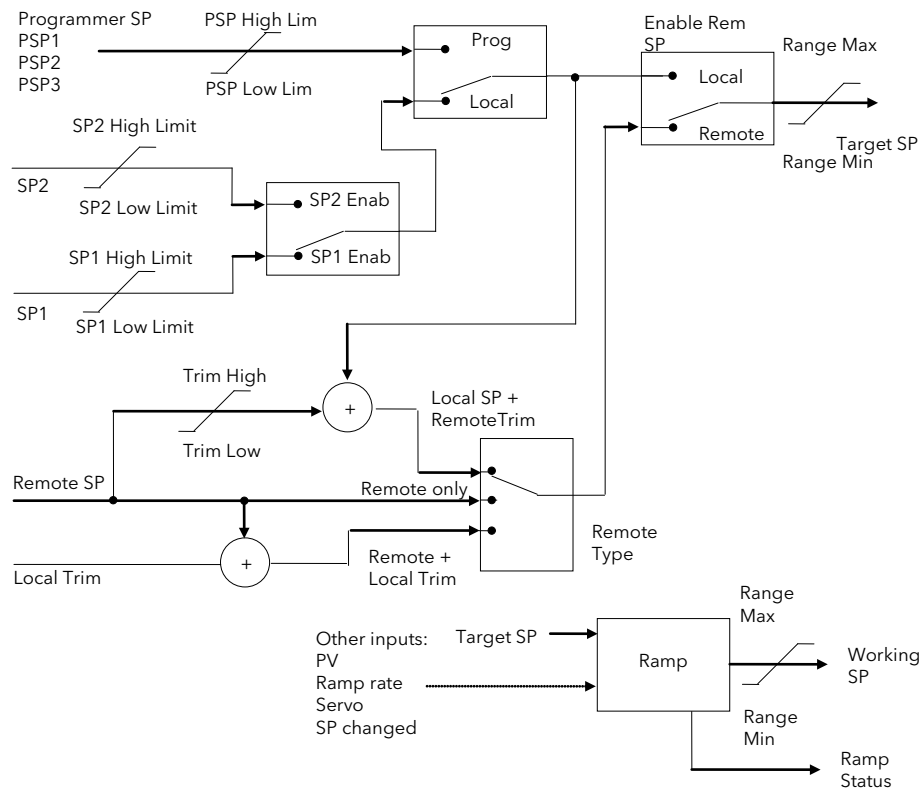 Programmer SP
PSP1
PSP2
PSP3
PSP High Lim
PSP Low Lim
Prog
Local
Enable Rem
SP
Local
Remote
Range Max
Range Min
Target SP
SP2 High Limit
SP2
SP2 Low Limit
SP2 Enab
SP1 Enab
SP1 High Limit
SP1
SP1 Low Limit
Trim High
Trim Low
+
Local SP +
RemoteTrim
Remote SP
Remote only
Remote
Type
+
Local Trim
Remote +
Local Trim
Other inputs:
PV
Ramp rate
Servo
SP changed
Target SP
Ramp
Range
Max
Working
SP
Range
Min
Ramp
Status